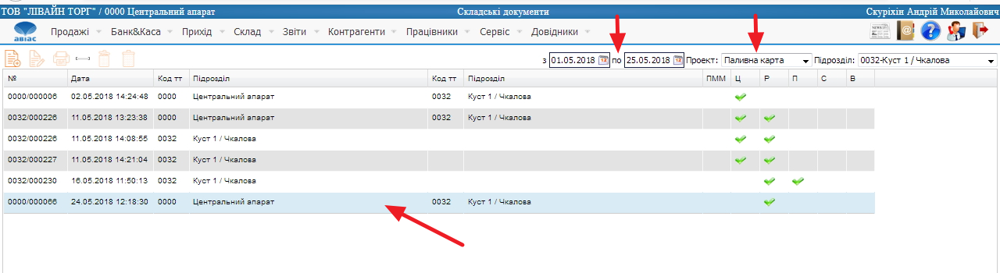 ТОВ "ЛІВАЙН ТОРГ" / 0000 Центральний апарат Складські документи Скуріхін Андрій Миколайович
авіас Продажі Банк&Каса Прихід Склад Звіти Контрагенти Працівники Сервіс Довідники
з 01.05.2018 по 25.05.2018 Проект: Паливна карта Підрозділ: 0032-Куст 1 / Чкалова
№ Дата Код тт Підрозділ Код тт Підрозділ ПММ Ц Р П С В
0000/000006 02.05.2018 14:24:48 0000 Центральний апарат 0032 Куст 1 / Чкалова
0032/000226 11.05.2018 13:23:38 0000 Центральний апарат 0032 Куст 1 / Чкалова
0032/000226 11.05.2018 14:08:55 0032 Куст 1 / Чкалова
0032/000227 11.05.2018 14:21:04 0032 Куст 1 / Чкалова
0032/000230 16.05.2018 11:50:13 0032 Куст 1 / Чкалова
0000/000066 24.05.2018 12:18:30 0000 Центральний апарат 0032 Куст 1 / Чкалова